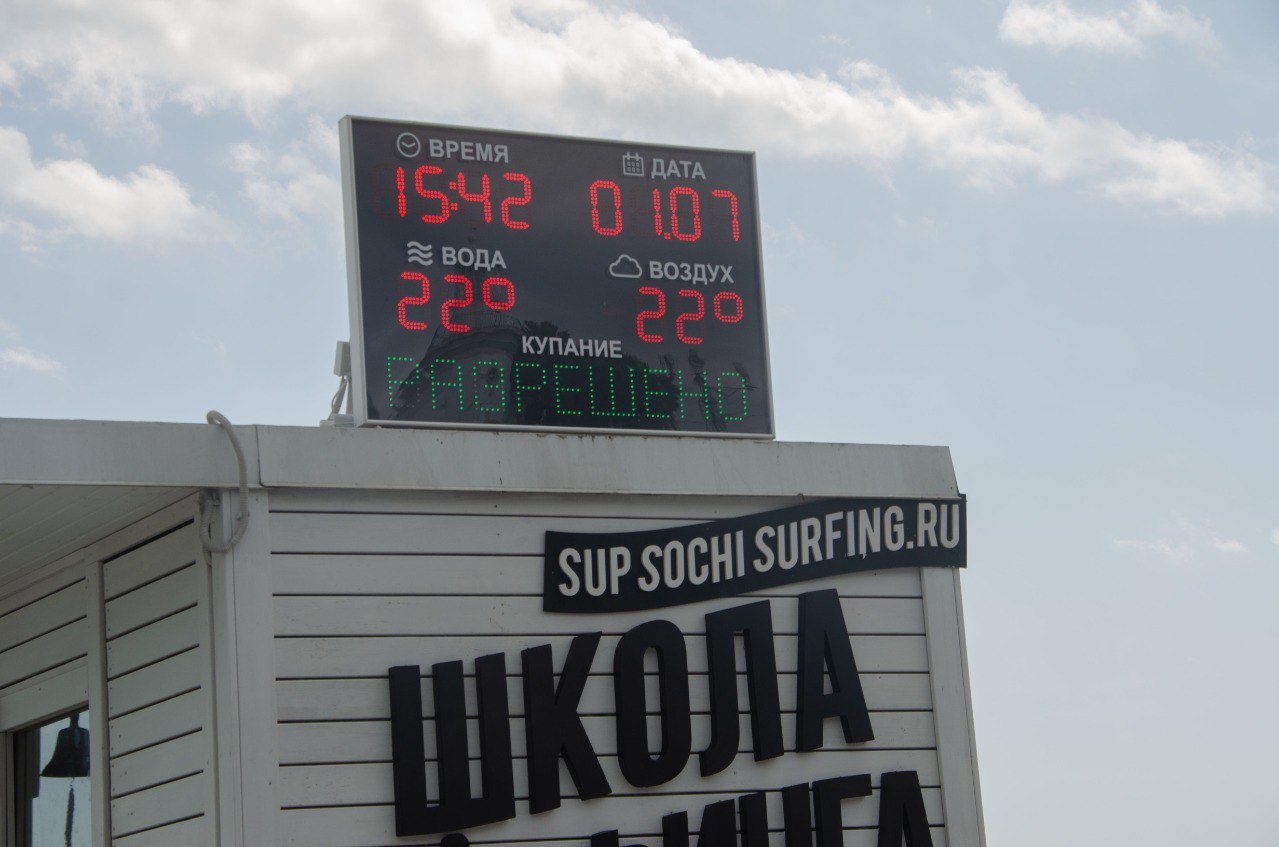 ВРЕМЯ ДАТА
15:42 01.07
ВОДА ВОЗДУХ
22° 22°
КУПАНИЕ
РАЗРЕШЕНО
SUP SOCHI SURFING.RU
ШКОЛА